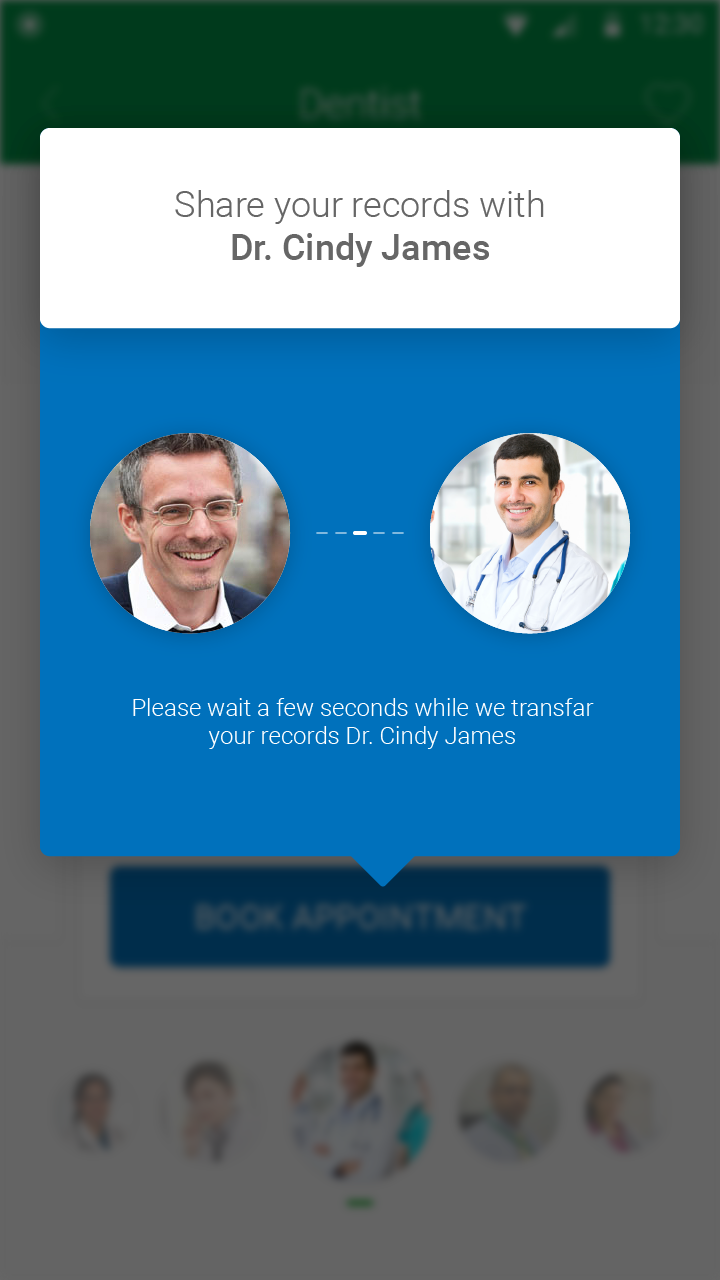 12:30
Dentist
Share your records with
Dr. Cindy James
Please wait a few seconds while we transfar
your records Dr. Cindy James
BOOK APPOINTMENT